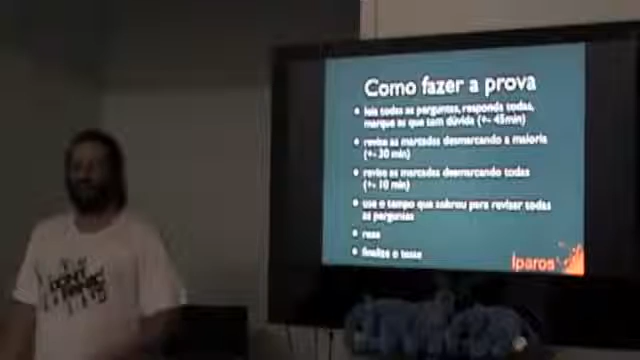 Como fazer a prova
• leia todas as perguntas, responda todas,
marque as que tem dúvida (+- 45min)
• revise as marcadas desmarcando a maioria
(+- 30 min)
• revise as marcadas desmarcando todas
(+- 10 min)
• use o tempo que sobrou para revisar todas
as perguntas
• reze
• finalize o teste
iparos
DON'T
PANIC